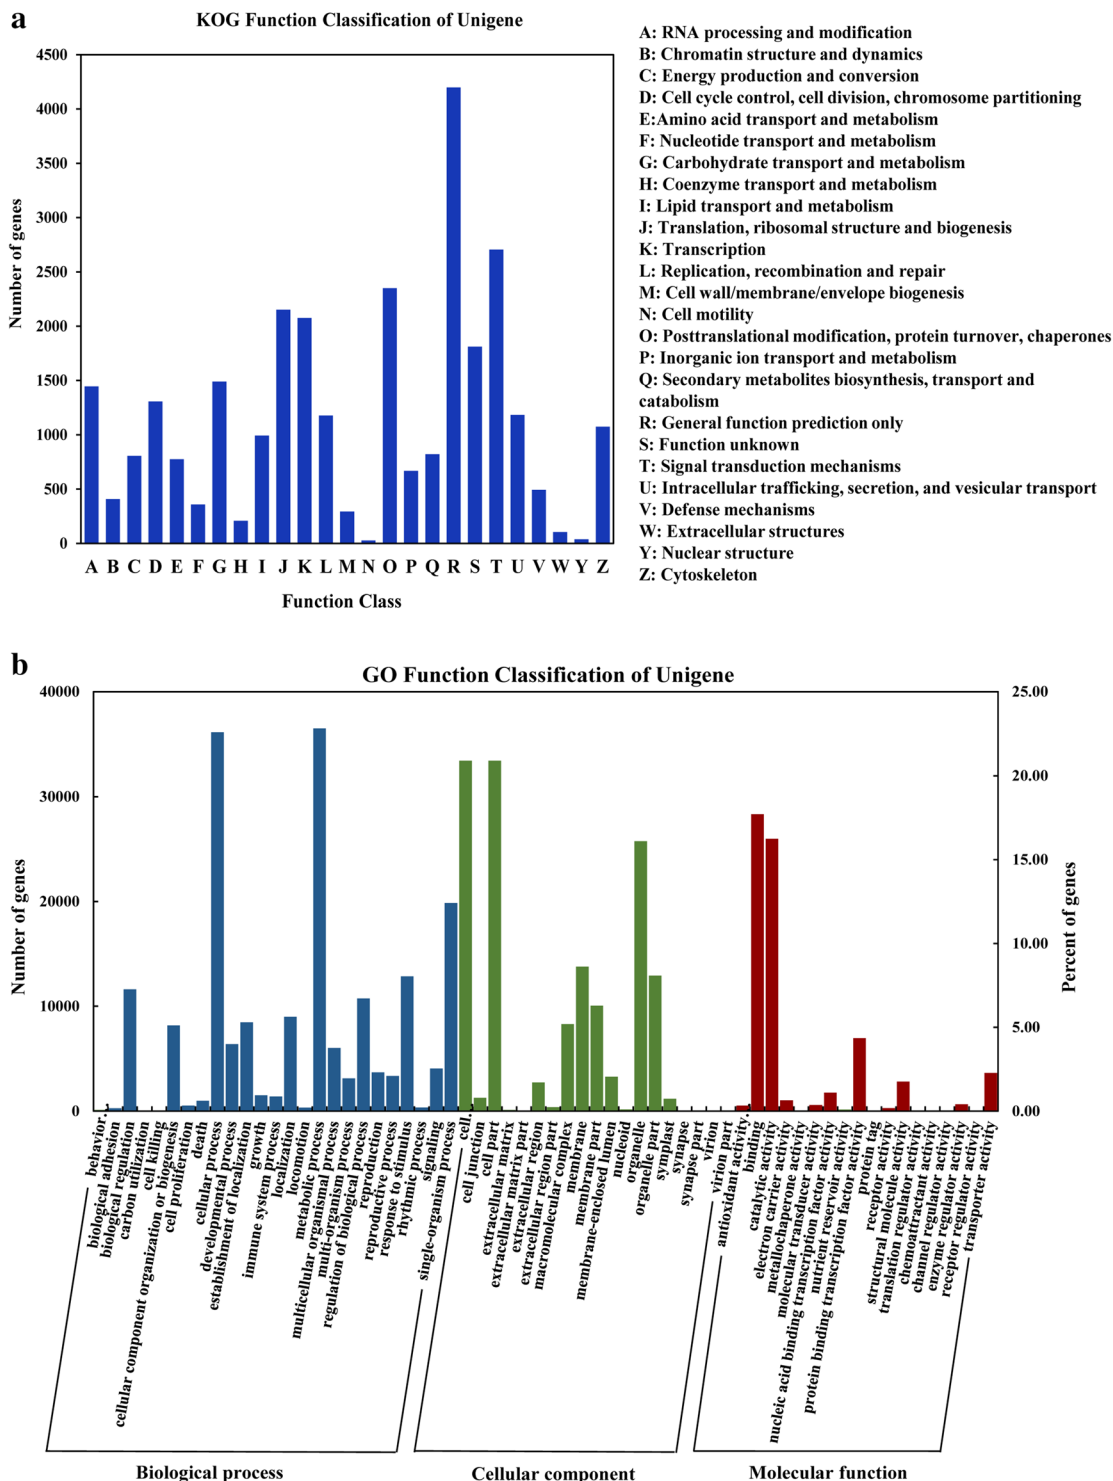 a
KOG Function Classification of Unigene
4500
4000
3500
3000
2500
2000
1500
1000
500
0
Number of genes
A B C D E F G H I J K L M N O P Q R S T U V W Y Z
Function Class
A: RNA processing and modification
B: Chromatin structure and dynamics
C: Energy production and conversion
D: Cell cycle control, cell division, chromosome partitioning
E:Amino acid transport and metabolism
F: Nucleotide transport and metabolism
G: Carbohydrate transport and metabolism
H: Coenzyme transport and metabolism
I: Lipid transport and metabolism
J: Translation, ribosomal structure and biogenesis
K: Transcription
L: Replication, recombination and repair
M: Cell wall/membrane/envelope biogenesis
N: Cell motility
O: Posttranslational modification, protein turnover, chaperones
P: Inorganic ion transport and metabolism
Q: Secondary metabolites biosynthesis, transport and
catabolism
R: General function prediction only
S: Function unknown
T: Signal transduction mechanisms
U: Intracellular trafficking, secretion, and vesicular transport
V: Defense mechanisms
W: Extracellular structures
Y: Nuclear structure
Z: Cytoskeleton
b
GO Function Classification of Unigene
40000
30000
20000
10000
0
Number of genes
25.00
20.00
15.00
10.00
5.00
0.00
Percent of genes
behavior
biological adhesion
biological regulation
carbon utilization
cell killing
cellular component organization or biogenesis
cell proliferation
death
cellular process
developmental process
establishment of localization
growth
immune system process
localization
locomotion
metabolic process
multicellular organismal process
multi-organism process
regulation of biological process
reproduction
reproductive process
response to stimulus
rhythmic process
signaling
single-organism process
cell
cell junction
cell part
extracellular matrix
extracellular matrix part
extracellular region
extracellular region part
macromolecular complex
membrane
membrane part
membrane-enclosed lumen
nucleoid
organelle
organelle part
symplast
synapse
synapse part
virion
virion part
antioxidant activity
binding
catalytic activity
electron carrier activity
metallochaperone activity
molecular transducer activity
nucleic acid binding transcription factor activity
nutrient reservoir activity
protein binding transcription factor activity
protein tag
receptor activity
structural molecule activity
translation regulator activity
chemoattractant activity
channel regulator activity
enzyme regulator activity
receptor regulator activity
transporter activity
Biological process
Cellular component
Molecular function